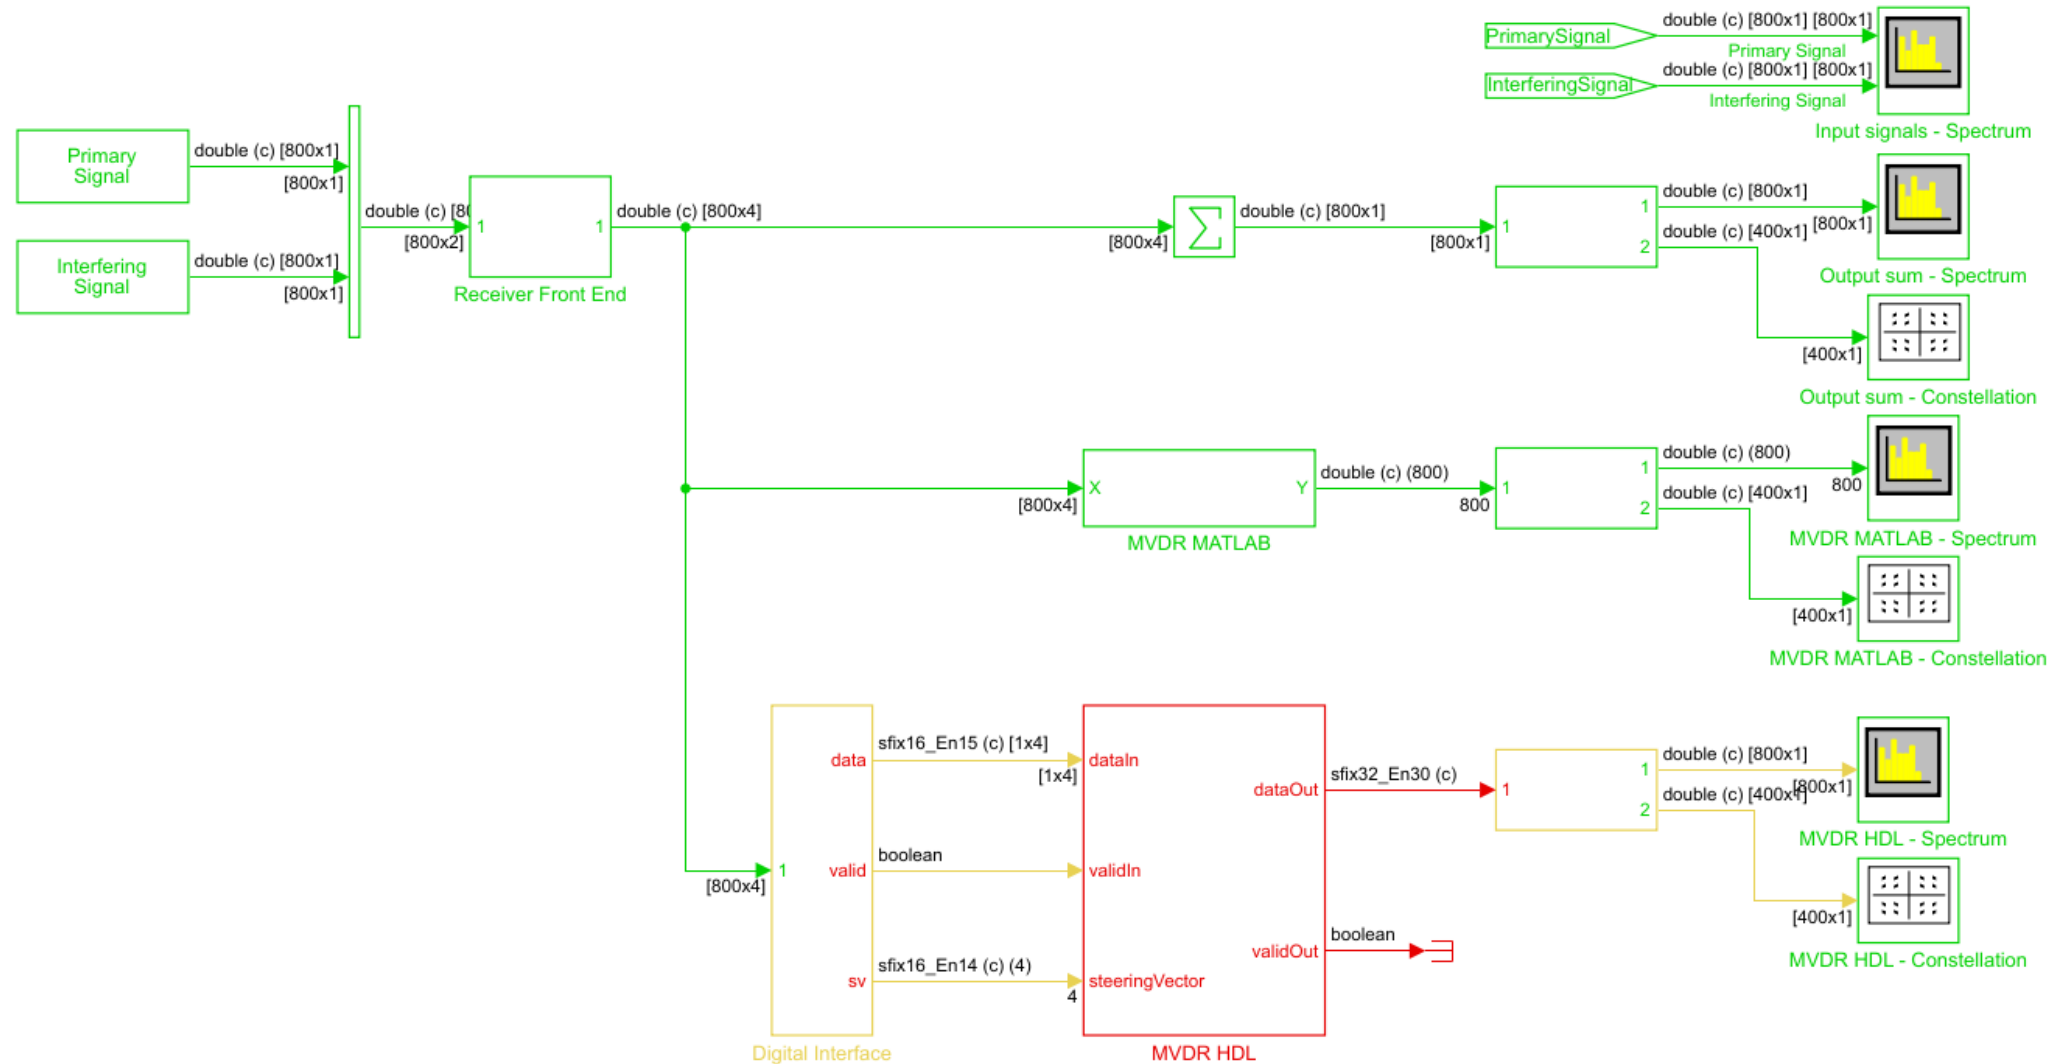 PrimarySignal
double (c) [800x1] [800x1]
Primary Signal
InterferingSignal
double (c) [800x1] [800x1]
Interfering Signal
Input signals - Spectrum
Primary
Signal
double (c) [800x1]
[800x1]
Interfering
Signal
double (c) [800x1]
[800x1]
double (c) [80
[800x2]
1
1
Receiver Front End
double (c) [800x4]
[800x4]
double (c) [800x1]
[800x1]
1
1
2
double (c) [800x1]
[800x1]
double (c) [400x1]
Output sum - Spectrum
[400x1]
Output sum - Constellation
[800x4]
X
Y
MVDR MATLAB
double (c) (800)
800
1
1
2
double (c) (800)
800
double (c) [400x1]
MVDR MATLAB - Spectrum
[400x1]
MVDR MATLAB - Constellation
[800x4]
1
data
valid
sv
Digital Interface
sfix16_En15 (c) [1x4]
[1x4]
boolean
sfix16_En14 (c) (4)
4
dataIn
validIn
steeringVector
dataOut
validOut
MVDR HDL
sfix32_En30 (c)
boolean
1
1
2
double (c) [800x1]
[800x1]
double (c) [400x1]
MVDR HDL - Spectrum
[400x1]
MVDR HDL - Constellation